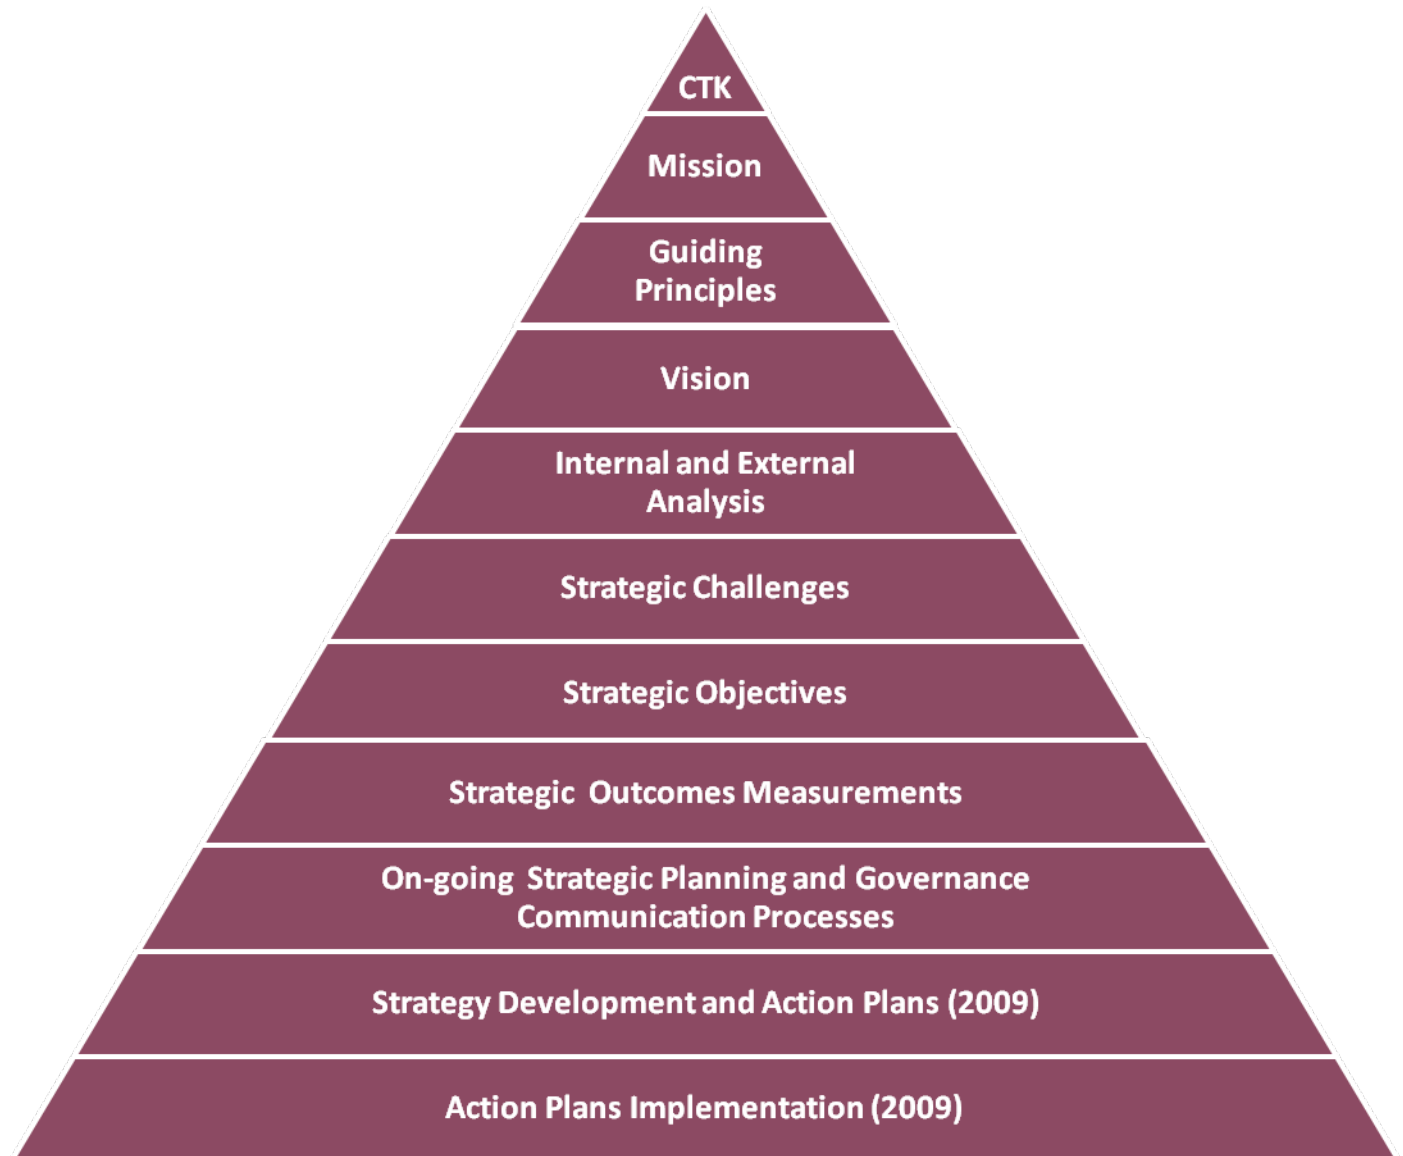 CTK
Mission
Guiding
Principles
Vision
Internal and External
Analysis
Strategic Challenges
Strategic Objectives
Strategic  Outcomes Measurements
On-going  Strategic Planning and Governance
Communication Processes
Strategy Development and Action Plans (2009)
Action Plans Implementation (2009)